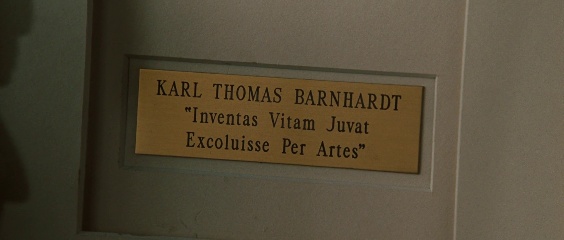 KARL THOMAS BARNHARDT
"Inventas Vitam Juvat
Excoluisse Per Artes"